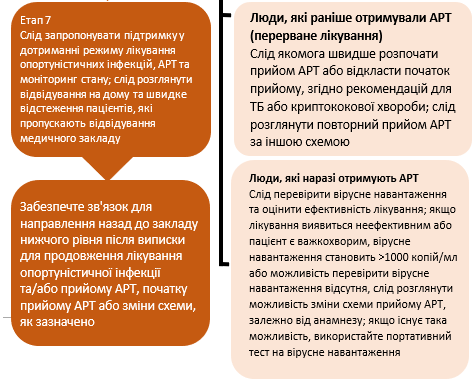 Етап 7
Слід запропонувати підтримку у
дотриманні режиму лікування
опортуністичних інфекцій, АРТ та
моніторинг стану; слід розглянути
відвідування на дому та швидке
відстеження пацієнтів, які
пропускають відвідування
медичного закладу
Забезпечте зв'язок для
направлення назад до закладу
нижчого рівня після виписки
для продовження лікування
опортуністичної інфекції
та/або прийому АРТ, початку
прийому АРТ або зміни схеми,
як зазначено
Люди, які раніше отримували АРТ
(перерване лікування)
Слід якомога швидше розпочати
прийом АРТ або відкласти початок
прийому, згідно рекомендацій для
ТБ або криптококової хвороби; слід
розглянути повторний прийом АРТ
за іншою схемою
Люди, які наразі отримують АРТ
Слід перевірити вірусне навантаження
та оцінити ефективність лікування; якщо
лікування виявиться неефективним або
пацієнт є важкохворим, вірусне
навантаження становить >1000 копій/мл
або можливість перевірити вірусне
навантаження відсутня, слід розглянути
можливість зміни схеми прийому АРТ,
залежно від анамнезу; якщо існує така
можливість, використайте портативний
тест на вірусне навантаження